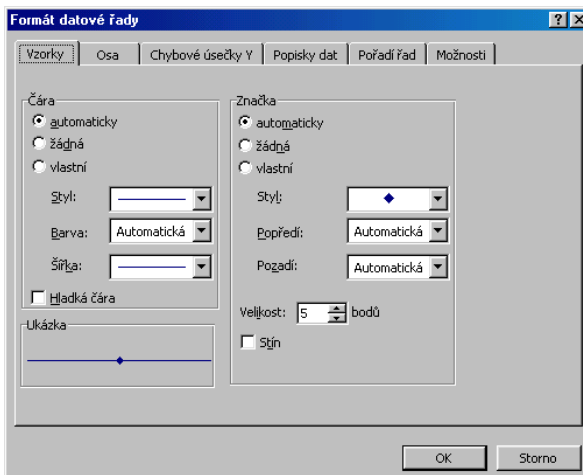 Formát datové řady
Vzorky Osa Chybové úsečky Y Popisky dat Pořadí řad Možnosti
Čára
automaticky
žádná
vlastní
Styl:
Barva: Automatická
Šířka:
Hladká čára
Ukázka
Značka
automaticky
žádná
vlastní
Styl:
Popředí: Automatická
Pozadí: Automatická
Velikost: 5 bodů
Stín
OK Storno